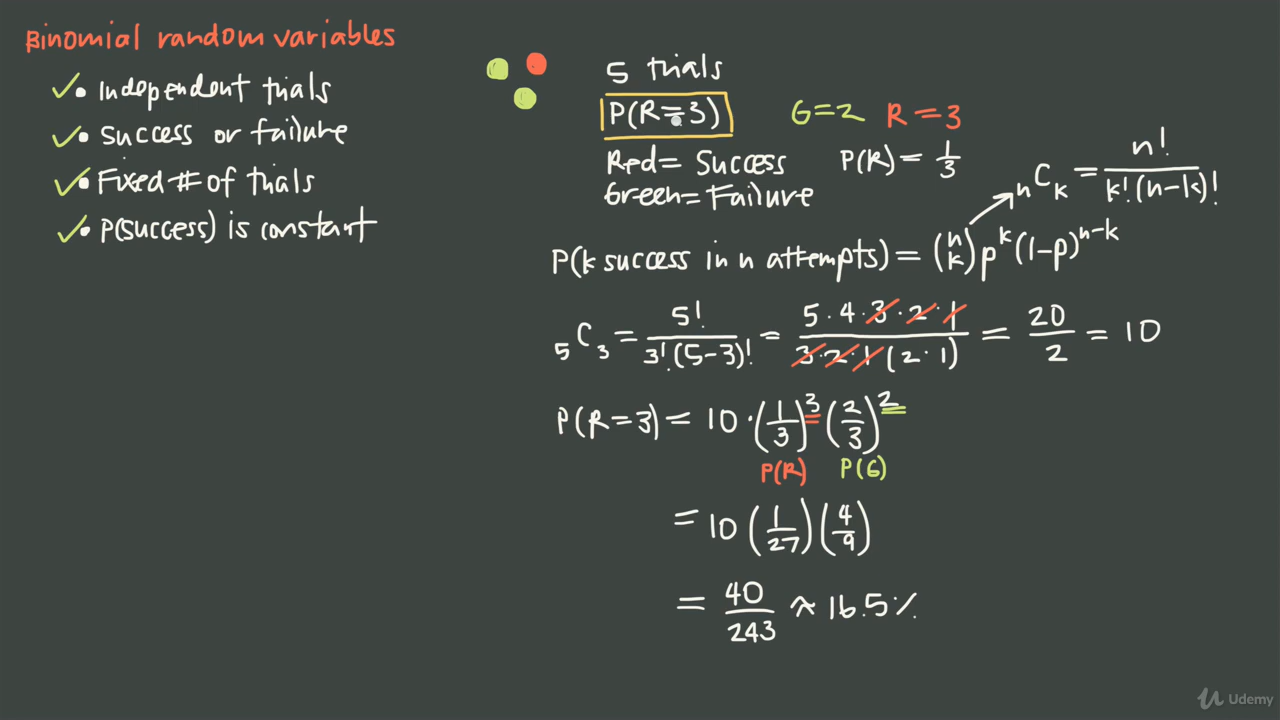 Binomial random variables
• Independent trials
• Success or failure
• Fixed # of trials
• P(success) is constant
5 trials
P(R=3) G=2 R=3
Red= Success P(R) = 1/3
Green=Failure
nCk = n!/k!(n-k)!
P(k success in n attempts) = (n k) p^k (1-p)^n-k
5C3 = 5!/3!(5-3)! = 5·4·3·2·1/3·2·1(2·1) = 20/2 = 10
P(R=3) = 10·(1/3)^3 (2/3)^2
P(R) P(G)
= 10 (1/27)(4/9)
= 40/243 ≈ 16.5%
Udemy